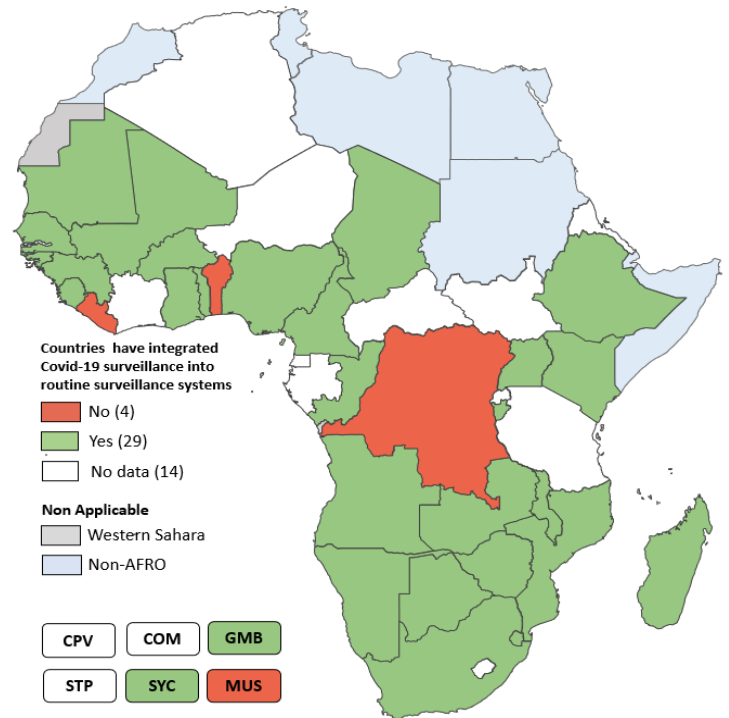 Countries have integrated
Covid-19 surveillance into
routine surveillance systems
No (4)
Yes (29)
No data (14)
Non Applicable
Western Sahara
Non-AFRO
CPV
COM
GMB
STP
SYC
MUS